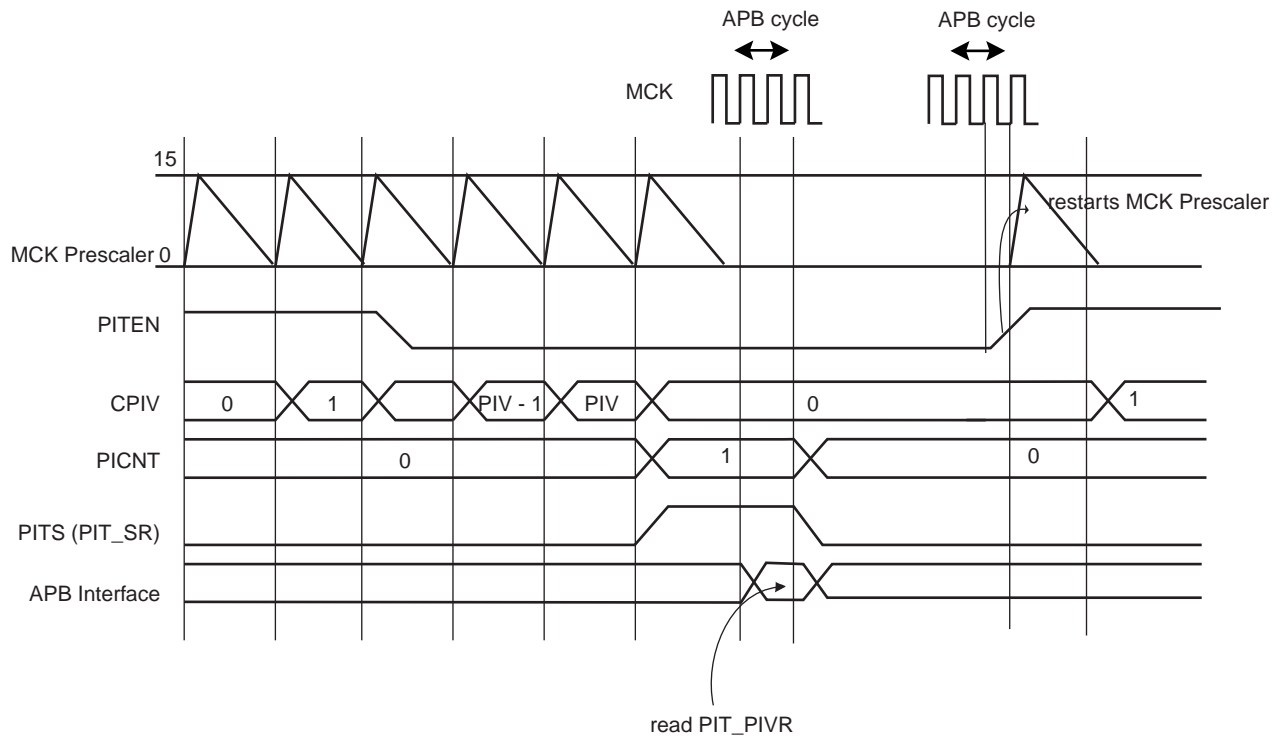 APB cycle
APB cycle
MCK
15
restarts MCK Prescaler
MCK Prescaler 0
PITEN
CPIV
0
1
PIV - 1
PIV
0
1
PICNT
0
1
0
PITS (PIT_SR)
APB Interface
read PIT_PIVR